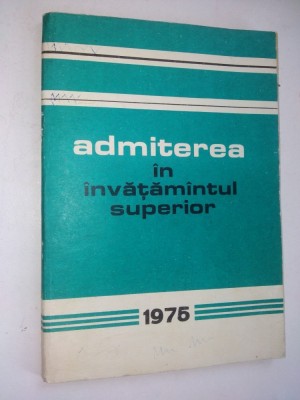 admiterea
în
învățămîntul
superior
1975